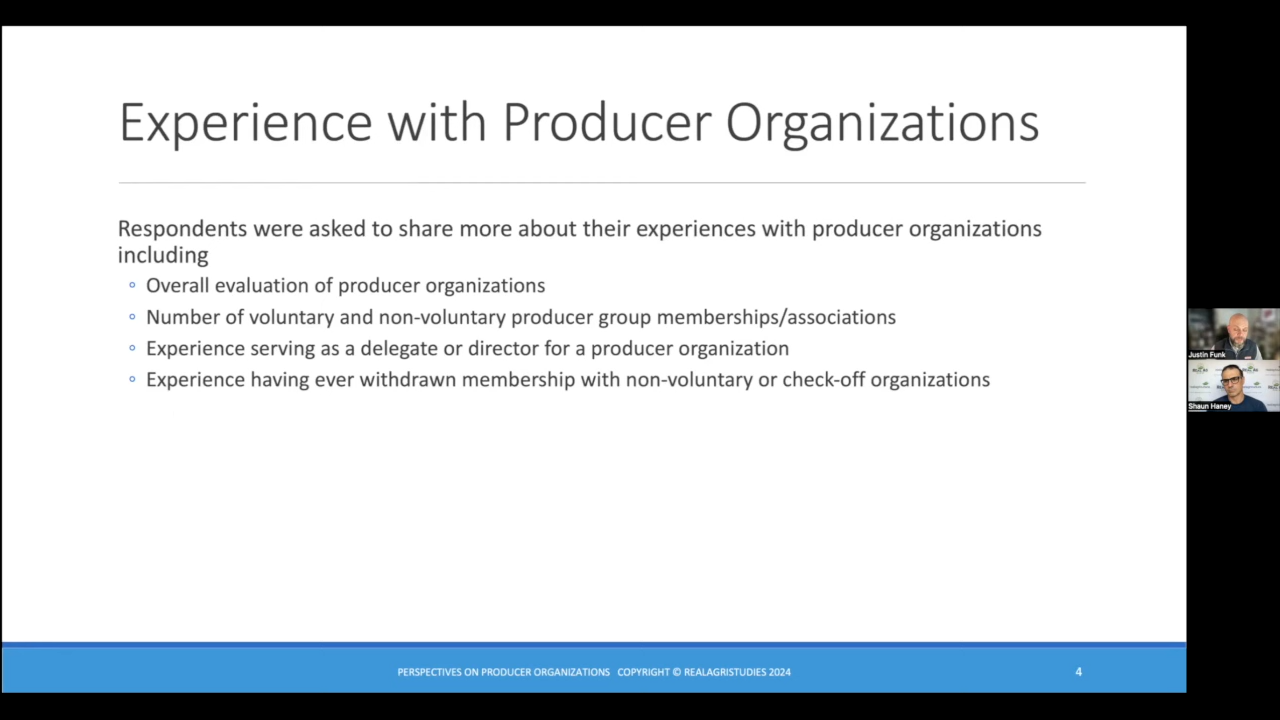 Experience with Producer Organizations
Respondents were asked to share more about their experiences with producer organizations
including
Overall evaluation of producer organizations
Number of voluntary and non-voluntary producer group memberships/associations
Experience serving as a delegate or director for a producer organization
Experience having ever withdrawn membership with non-voluntary or check-off organizations
Justin Funk
Shaun Haney
PERSPECTIVES ON PRODUCER ORGANIZATIONS COPYRIGHT © REALAGRISTUDIES 2024
4